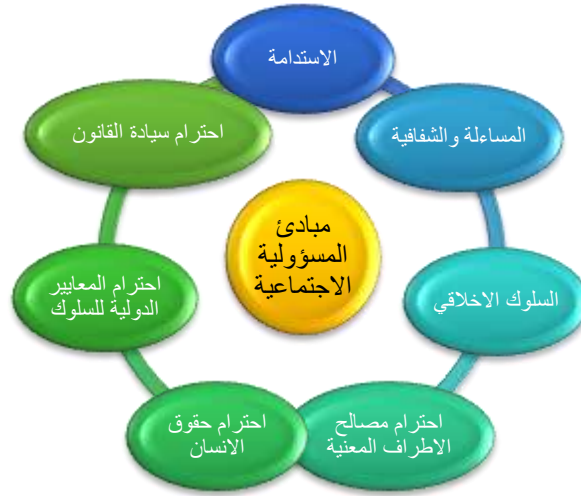 الاستدامة
المساءلة والشفافية
السلوك الاخلاقي
احترام مصالح
الاطراف المعنية
احترام حقوق
الانسان
احترام المعايير
الدولية للسلوك
احترام سيادة القانون
مبادئ
المسؤولية
الاجتماعية